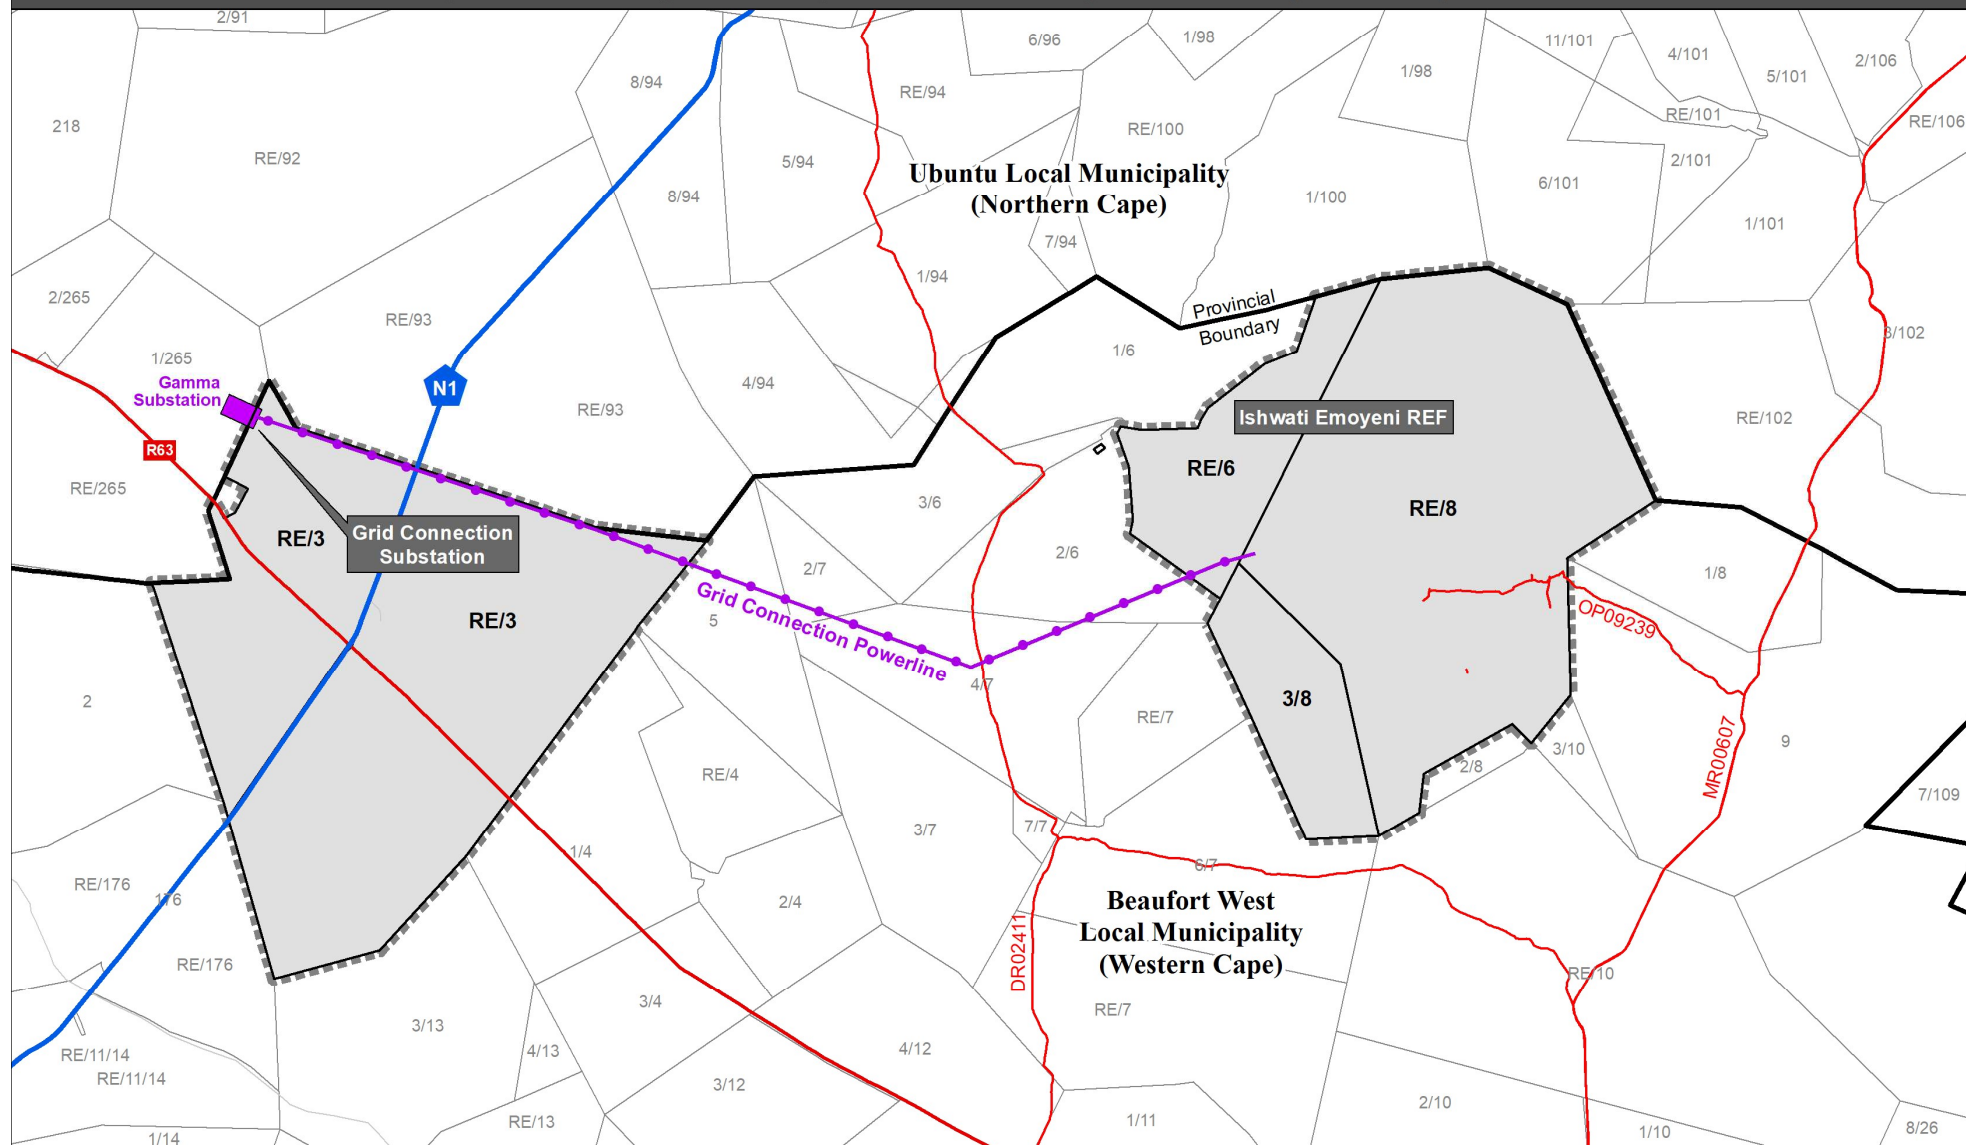 2/91
6/96
1/98
11/101
4/101
2/106
8/94
RE/94
1/98
5/101
218
RE/92
RE/100
RE/101
RE/106
5/94
Ubuntu Local Municipality
(Northern Cape)
8/94
1/100
6/101
2/101
1/101
7/94
1/94
2/265
RE/93
Provincial
Boundary
1/6
3/102
1/265
Gamma
Substation
N1
4/94
RE/93
Ishwati Emoyeni REF
RE/102
R63
RE/265
RE/6
RE/8
3/6
Grid Connection
Substation
RE/3
2/6
2/7
1/8
RE/3
5
Grid Connection Powerline
OP09239
4/7
2
3/8
RE/7
9
3/10
MR00607
RE/4
2/8
7/109
3/7
7/7
1/4
6/7
RE/176
176
2/4
Beaufort West
Local Municipality
(Western Cape)
DR02411
RE/176
RE/10
3/4
RE/7
3/13
4/13
4/12
RE/11/14
RE/11/14
3/12
RE/13
1/11
2/10
1/14
1/10
8/26